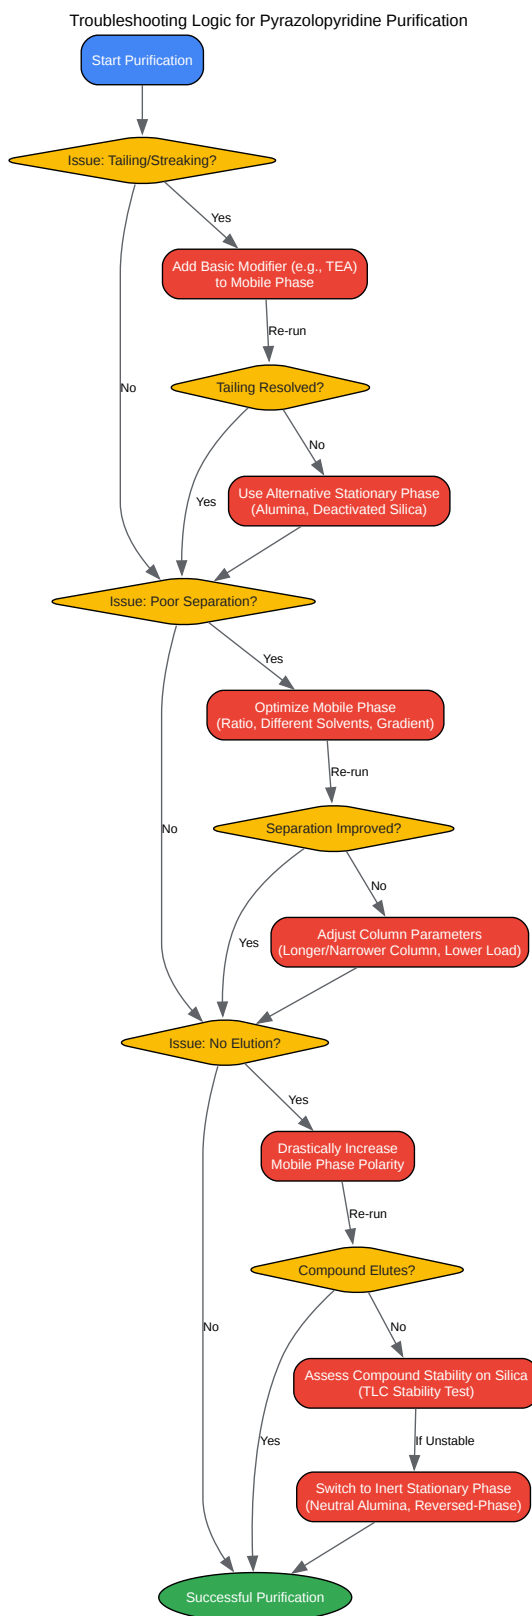 Troubleshooting Logic for Pyrazolopyridine Purification
Start Purification
Issue: Tailing/Streaking?
Yes
Add Basic Modifier (e.g., TEA)
to Mobile Phase
Re-run
No
Tailing Resolved?
No
Yes
Use Alternative Stationary Phase
(Alumina, Deactivated Silica)
Issue: Poor Separation?
Yes
Optimize Mobile Phase
(Ratio, Different Solvents, Gradient)
Re-run
No
Separation Improved?
No
Yes
Adjust Column Parameters
(Longer/Narrower Column, Lower Load)
Issue: No Elution?
Yes
Drastically Increase
Mobile Phase Polarity
Re-run
Compound Elutes?
No
No
Assess Compound Stability on Silica
(TLC Stability Test)
Yes
If Unstable
Switch to Inert Stationary Phase
(Neutral Alumina, Reversed-Phase)
Successful Purification